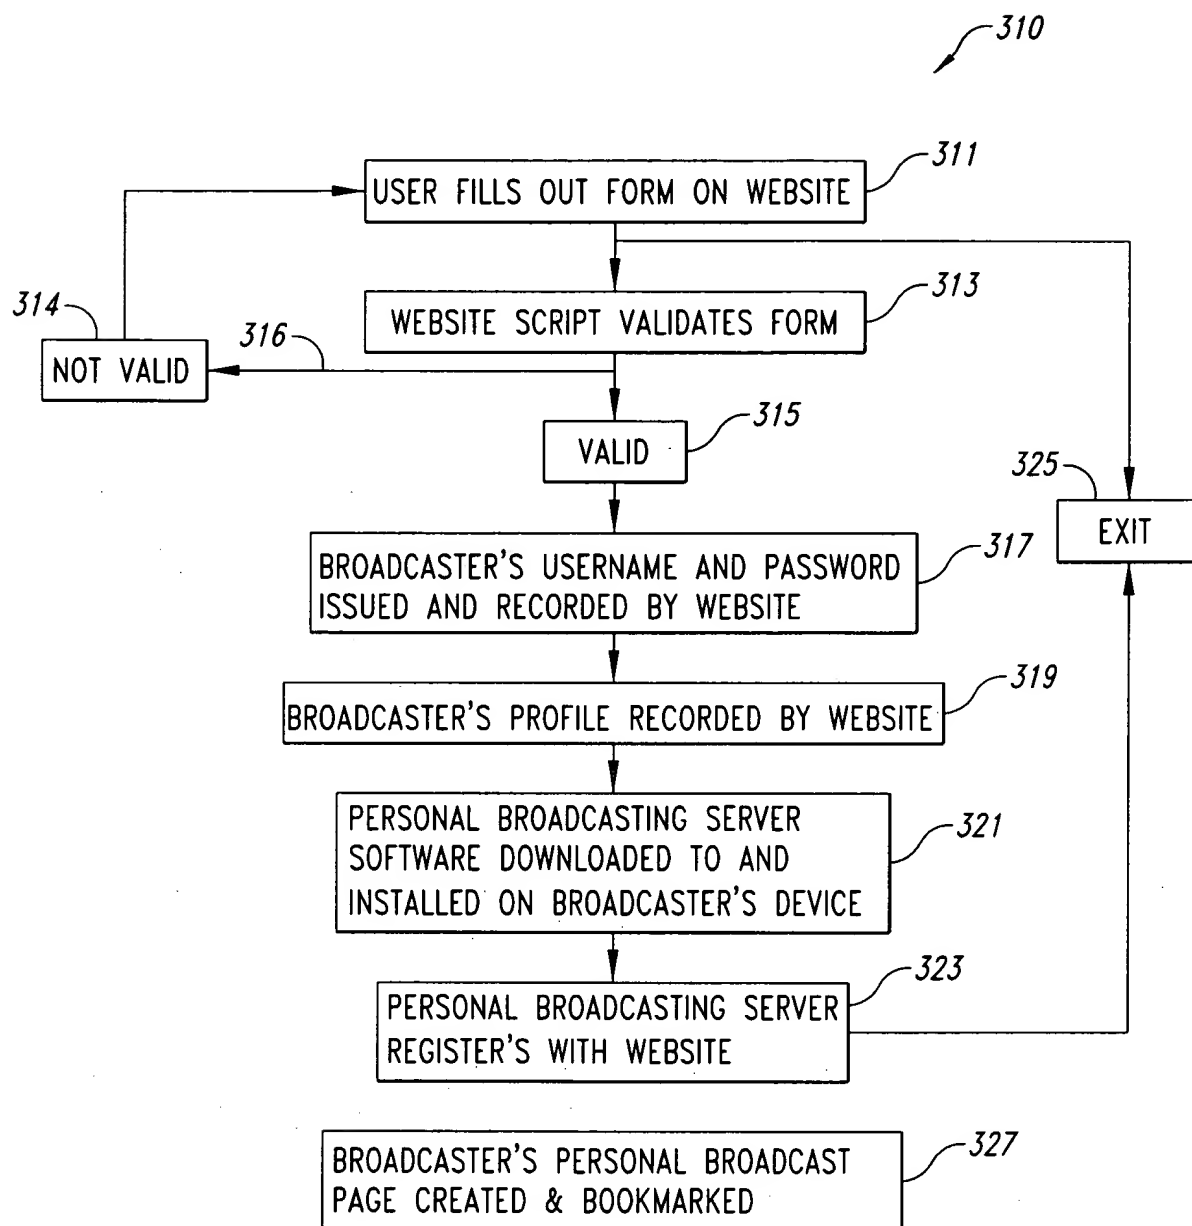 310
311
USER FILLS OUT FORM ON WEBSITE
313
WEBSITE SCRIPT VALIDATES FORM
314
316
NOT VALID
315
VALID
325
EXIT
317
BROADCASTER'S USERNAME AND PASSWORD
ISSUED AND RECORDED BY WEBSITE
319
BROADCASTER'S PROFILE RECORDED BY WEBSITE
321
PERSONAL BROADCASTING SERVER
SOFTWARE DOWNLOADED TO AND
INSTALLED ON BROADCASTER'S DEVICE
323
PERSONAL BROADCASTING SERVER
REGISTER'S WITH WEBSITE
327
BROADCASTER'S PERSONAL BROADCAST
PAGE CREATED & BOOKMARKED